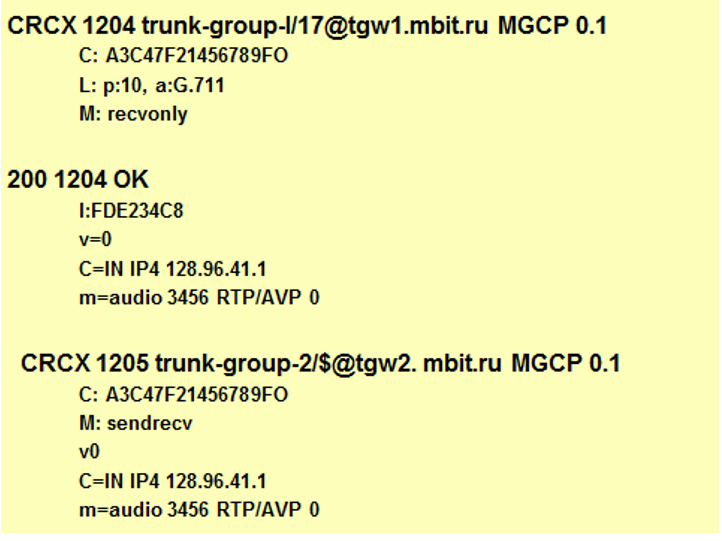 CRCX 1204 trunk-group-l/17@tgw1.mbit.ru MGCP 0.1
C: A3C47F21456789FO
L: p:10, a:G.711
M: recvonly
200 1204 OK
I:FDE234C8
v=0
C=IN IP4 128.96.41.1
m=audio 3456 RTP/AVP 0
CRCX 1205 trunk-group-2/$@tgw2. mbit.ru MGCP 0.1
C: A3C47F21456789FO
M: sendrecv
v0
C=IN IP4 128.96.41.1
m=audio 3456 RTP/AVP 0